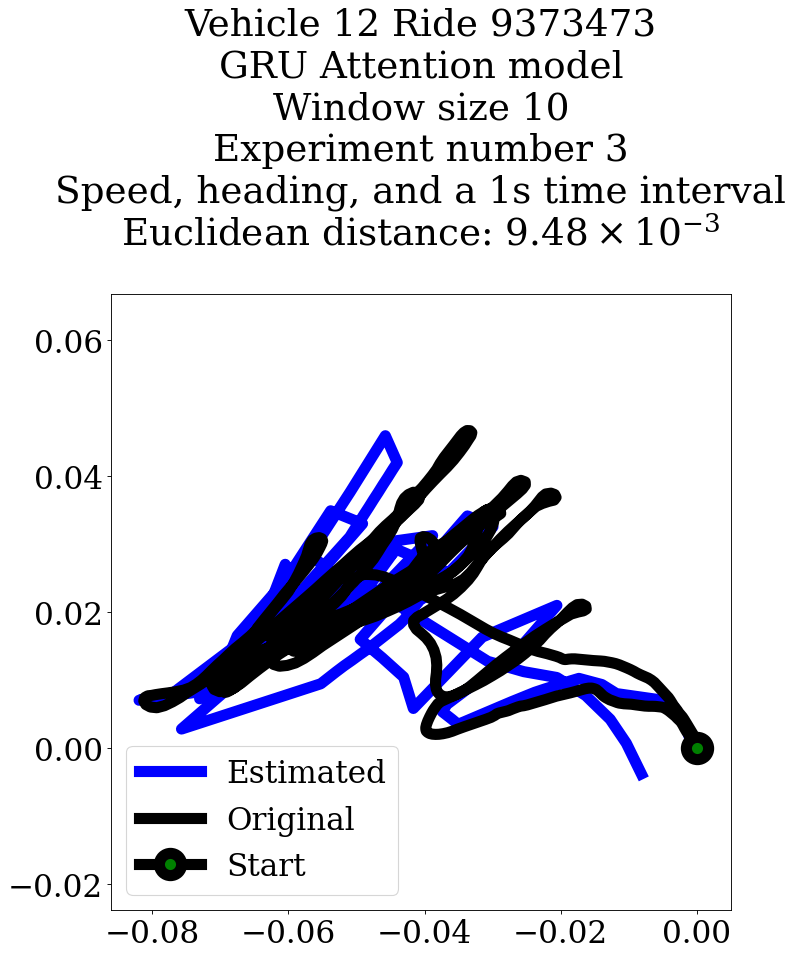 Vehicle 12 Ride 9373473
GRU Attention model
Window size 10
Experiment number 3
Speed, heading, and a 1s time interval
Euclidean distance: 9.48 × 10⁻³
0.06
0.04
0.02
0.00
−0.02
Estimated
Original
Start
−0.08 −0.06 −0.04 −0.02 0.00